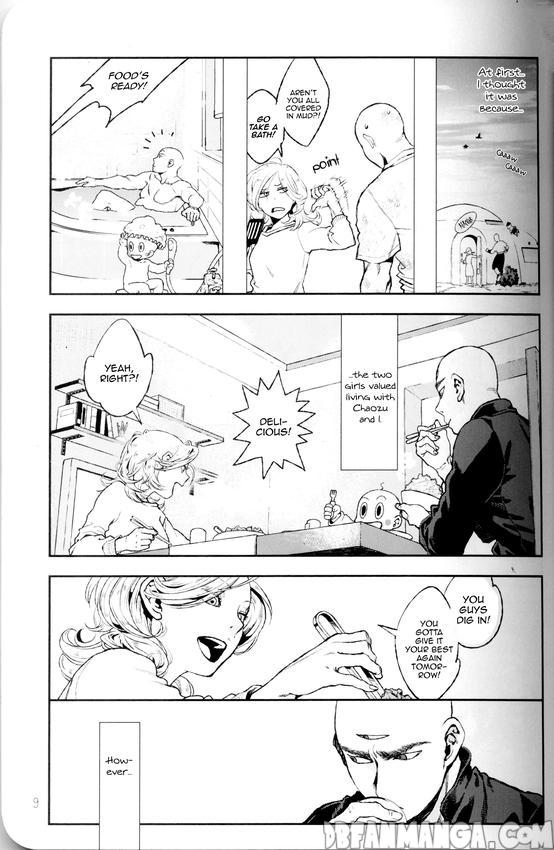 At first...
I thought
it was
because...
CAAAW
CAAAW
AREN'T
YOU ALL
COVERED IN
MUD?!
GO TAKE
A BATH!
point
FOOD'S
READY!
...the two
girls valued
living with
Chaozu
and I.
DELI-
CIOUS!
YEAH,
RIGHT?!
YOU
GUYS
DIG IN!
YOU
GOTTA
GIVE IT
YOUR BEST
AGAIN
TOMOR-
ROW!
How-
ever...
9
DBFANMANGA.COM